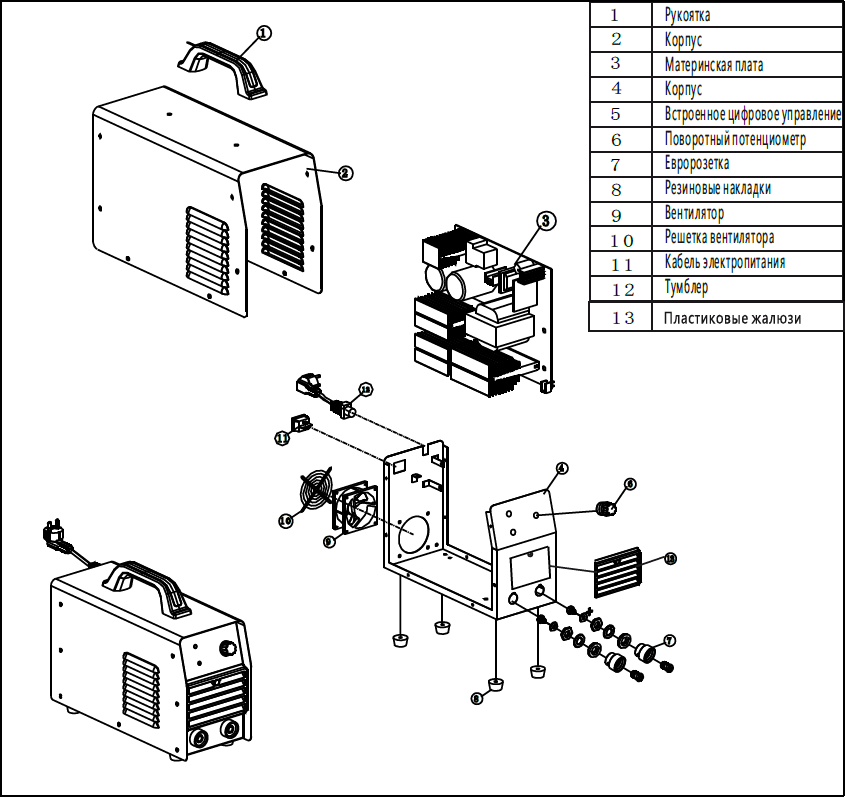 1 Рукоятка
2 Корпус
3 Материнская плата
4 Корпус
5 Встроенное цифровое управление
6 Поворотный потенциометр
7 Евророзетка
8 Резиновые накладки
9 Вентилятор
10 Решетка вентилятора
11 Кабель электропитания
12 Тумблер
13 Пластиковые жалюзи
1
2
3
12
11
4
6
10
9
13
7
8